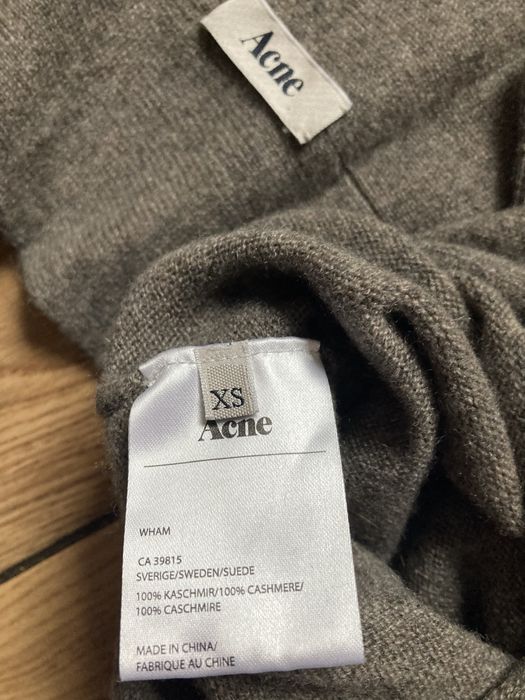 Acne
XS
Acne
WHAM
CA 39815
SVERIGE/SWEDEN/SUEDE
100% KASCHMIR/100% CASHMERE/
100% CASCHMIRE
MADE IN CHINA/
FABRIQUE AU CHINE